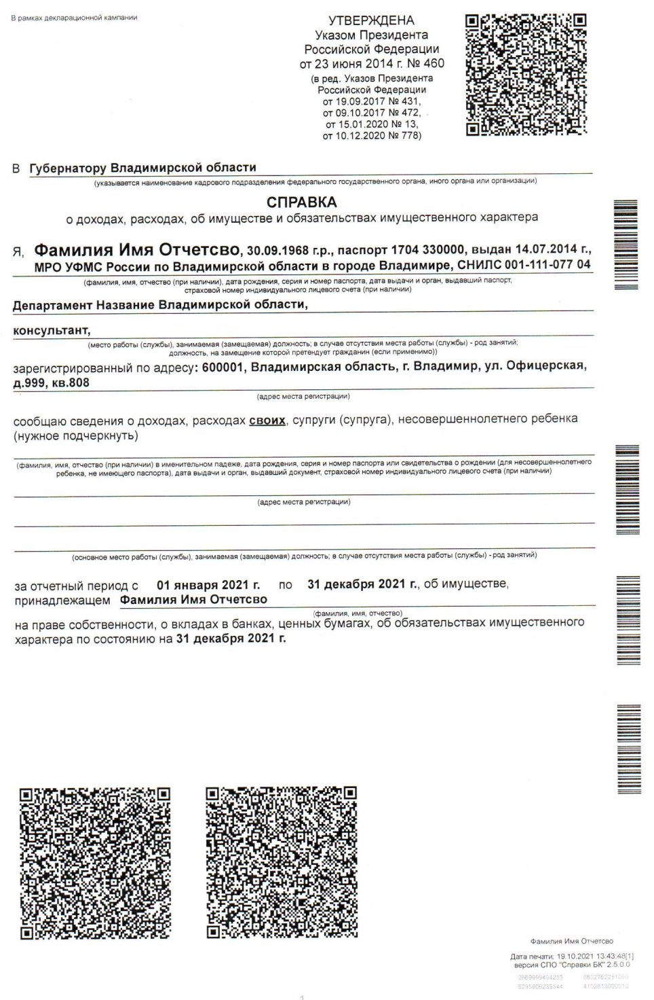 В рамках декларационной кампании
УТВЕРЖДЕНА
Указом Президента
Российской Федерации
от 23 июня 2014 г. № 460
(в ред. Указов Президента
Российской Федерации
от 19.09.2017 № 431,
от 09.10.2017 № 472,
от 15.01.2020 № 13,
от 10.12.2020 № 778)
В Губернатору Владимирской области
(указывается наименование кадрового подразделения федерального государственного органа, иного органа или организации)
СПРАВКА
о доходах, расходах, об имуществе и обязательствах имущественного характера
Я, Фамилия Имя Отчетсво, 30.09.1968 г.р., паспорт 1704 330000, выдан 14.07.2014 г.,
МРО УФМС России по Владимирской области в городе Владимире, СНИЛС 001-111-077 04
(фамилия, имя, отчество (при наличии), дата рождения, серия и номер паспорта, дата выдачи и орган, выдавший паспорт,
страховой номер индивидуального лицевого счета (при наличии)
Департамент Название Владимирской области,
консультант,
(место работы (службы), занимаемая (замещаемая) должность; в случае отсутствия места работы (службы) - род занятий;
должность, на замещение которой претендует гражданин (если применимо))
зарегистрированный по адресу: 600001, Владимирская область, г. Владимир, ул. Офицерская,
д.999, кв.808
(адрес места регистрации)
сообщаю сведения о доходах, расходах своих, супруги (супруга), несовершеннолетнего ребенка
(нужное подчеркнуть)
(фамилия, имя, отчество (при наличии) в именительном падеже, дата рождения, серия и номер паспорта или свидетельства о рождении (для несовершеннолетнего
ребенка, не имеющего паспорта), дата выдачи и орган, выдавший документ, страховой номер индивидуального лицевого счета (при наличии)
(адрес места регистрации)
(основное место работы (службы), занимаемая (замещаемая) должность; в случае отсутствия места работы (службы) - род занятий)
за отчетный период с 01 января 2021 г. по 31 декабря 2021 г., об имуществе,
принадлежащем Фамилия Имя Отчетсво
(фамилия, имя, отчество)
на праве собственности, о вкладах в банках, ценных бумагах, об обязательствах имущественного
характера по состоянию на 31 декабря 2021 г.
Фамилия Имя Отчетсво
Дата печати: 19.10.2021 13:43:48[1]
версия СПО "Справки БК" 2.5.0.0
1